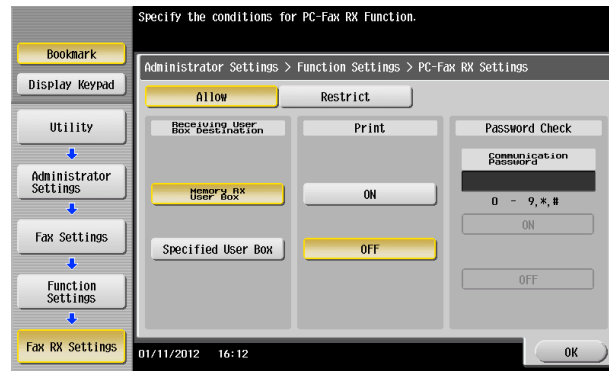 Specify the conditions for PC-Fax RX Function.
Bookmark
Display Keypad
Utility
Administrator
Settings
Fax Settings
Function
Settings
Fax RX Settings
Administrator Settings > Function Settings > PC-Fax RX Settings
Allow
Restrict
Receiving User
Box Destination
Memory RX
User Box
Specified User Box
Print
ON
OFF
Password Check
Communication
Password
0 - 9,*,#
ON
OFF
01/11/2012 16:12
OK